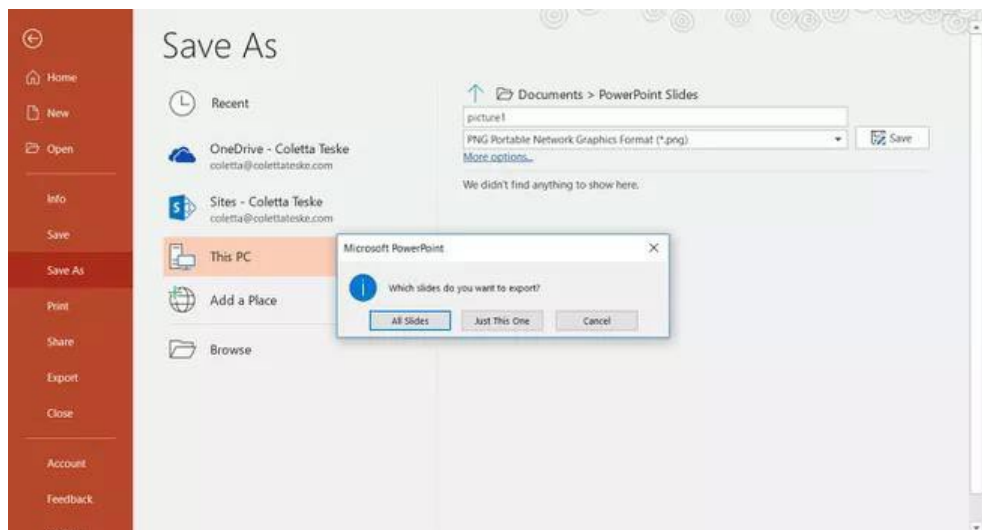 Save As
Home
New
Open
Info
Save
Save As
Print
Share
Export
Close
Account
Feedback
Recent
OneDrive - Coletta Teske
coletta@colettateske.com
Sites - Coletta Teske
coletta@colettateske.com
This PC
Add a Place
Browse
Documents > PowerPoint Slides
picture1
PNG Portable Network Graphics Format (*.png)
Save
More options...
We didn't find anything to show here.
Microsoft PowerPoint
Which slides do you want to export?
All Slides
Just This One
Cancel